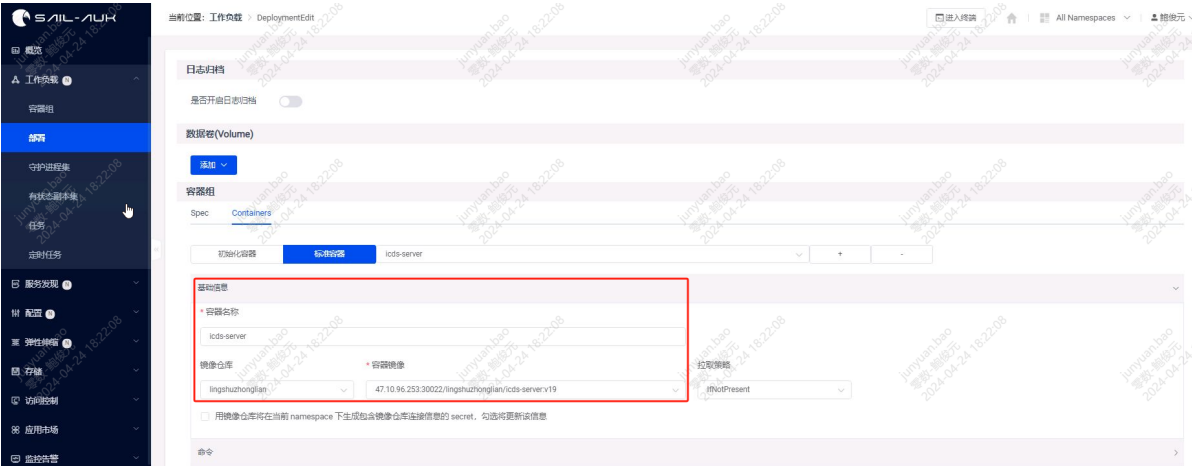 SAIL-AUK
当前位置: 工作负载 > DeploymentEdit
进入终端
All Namespaces
鲍俊元
概览
工作负载 N
容器组
部署
守护进程集
有状态副本集
任务
定时任务
服务发现 N
配置 N
弹性伸缩 N
存储
访问控制
应用市场
监控告警
日志归档
是否开启日志归档
数据卷(Volume)
添加
容器组
Spec
Containers
初始化容器
标准容器
icds-server
+
-
基础信息
* 容器名称
icds-server
镜像仓库
* 容器镜像
拉取策略
lingshuzhonglian
47.10.96.253:30022/lingshuzhonglian/icds-server:v19
IfNotPresent
用镜像仓库将在当前 namespace 下生成包含镜像仓库连接信息的 secret，勾选将更新该信息
命令
junyuan.bao
零数-鲍俊元
2024-04-24 18:22:08